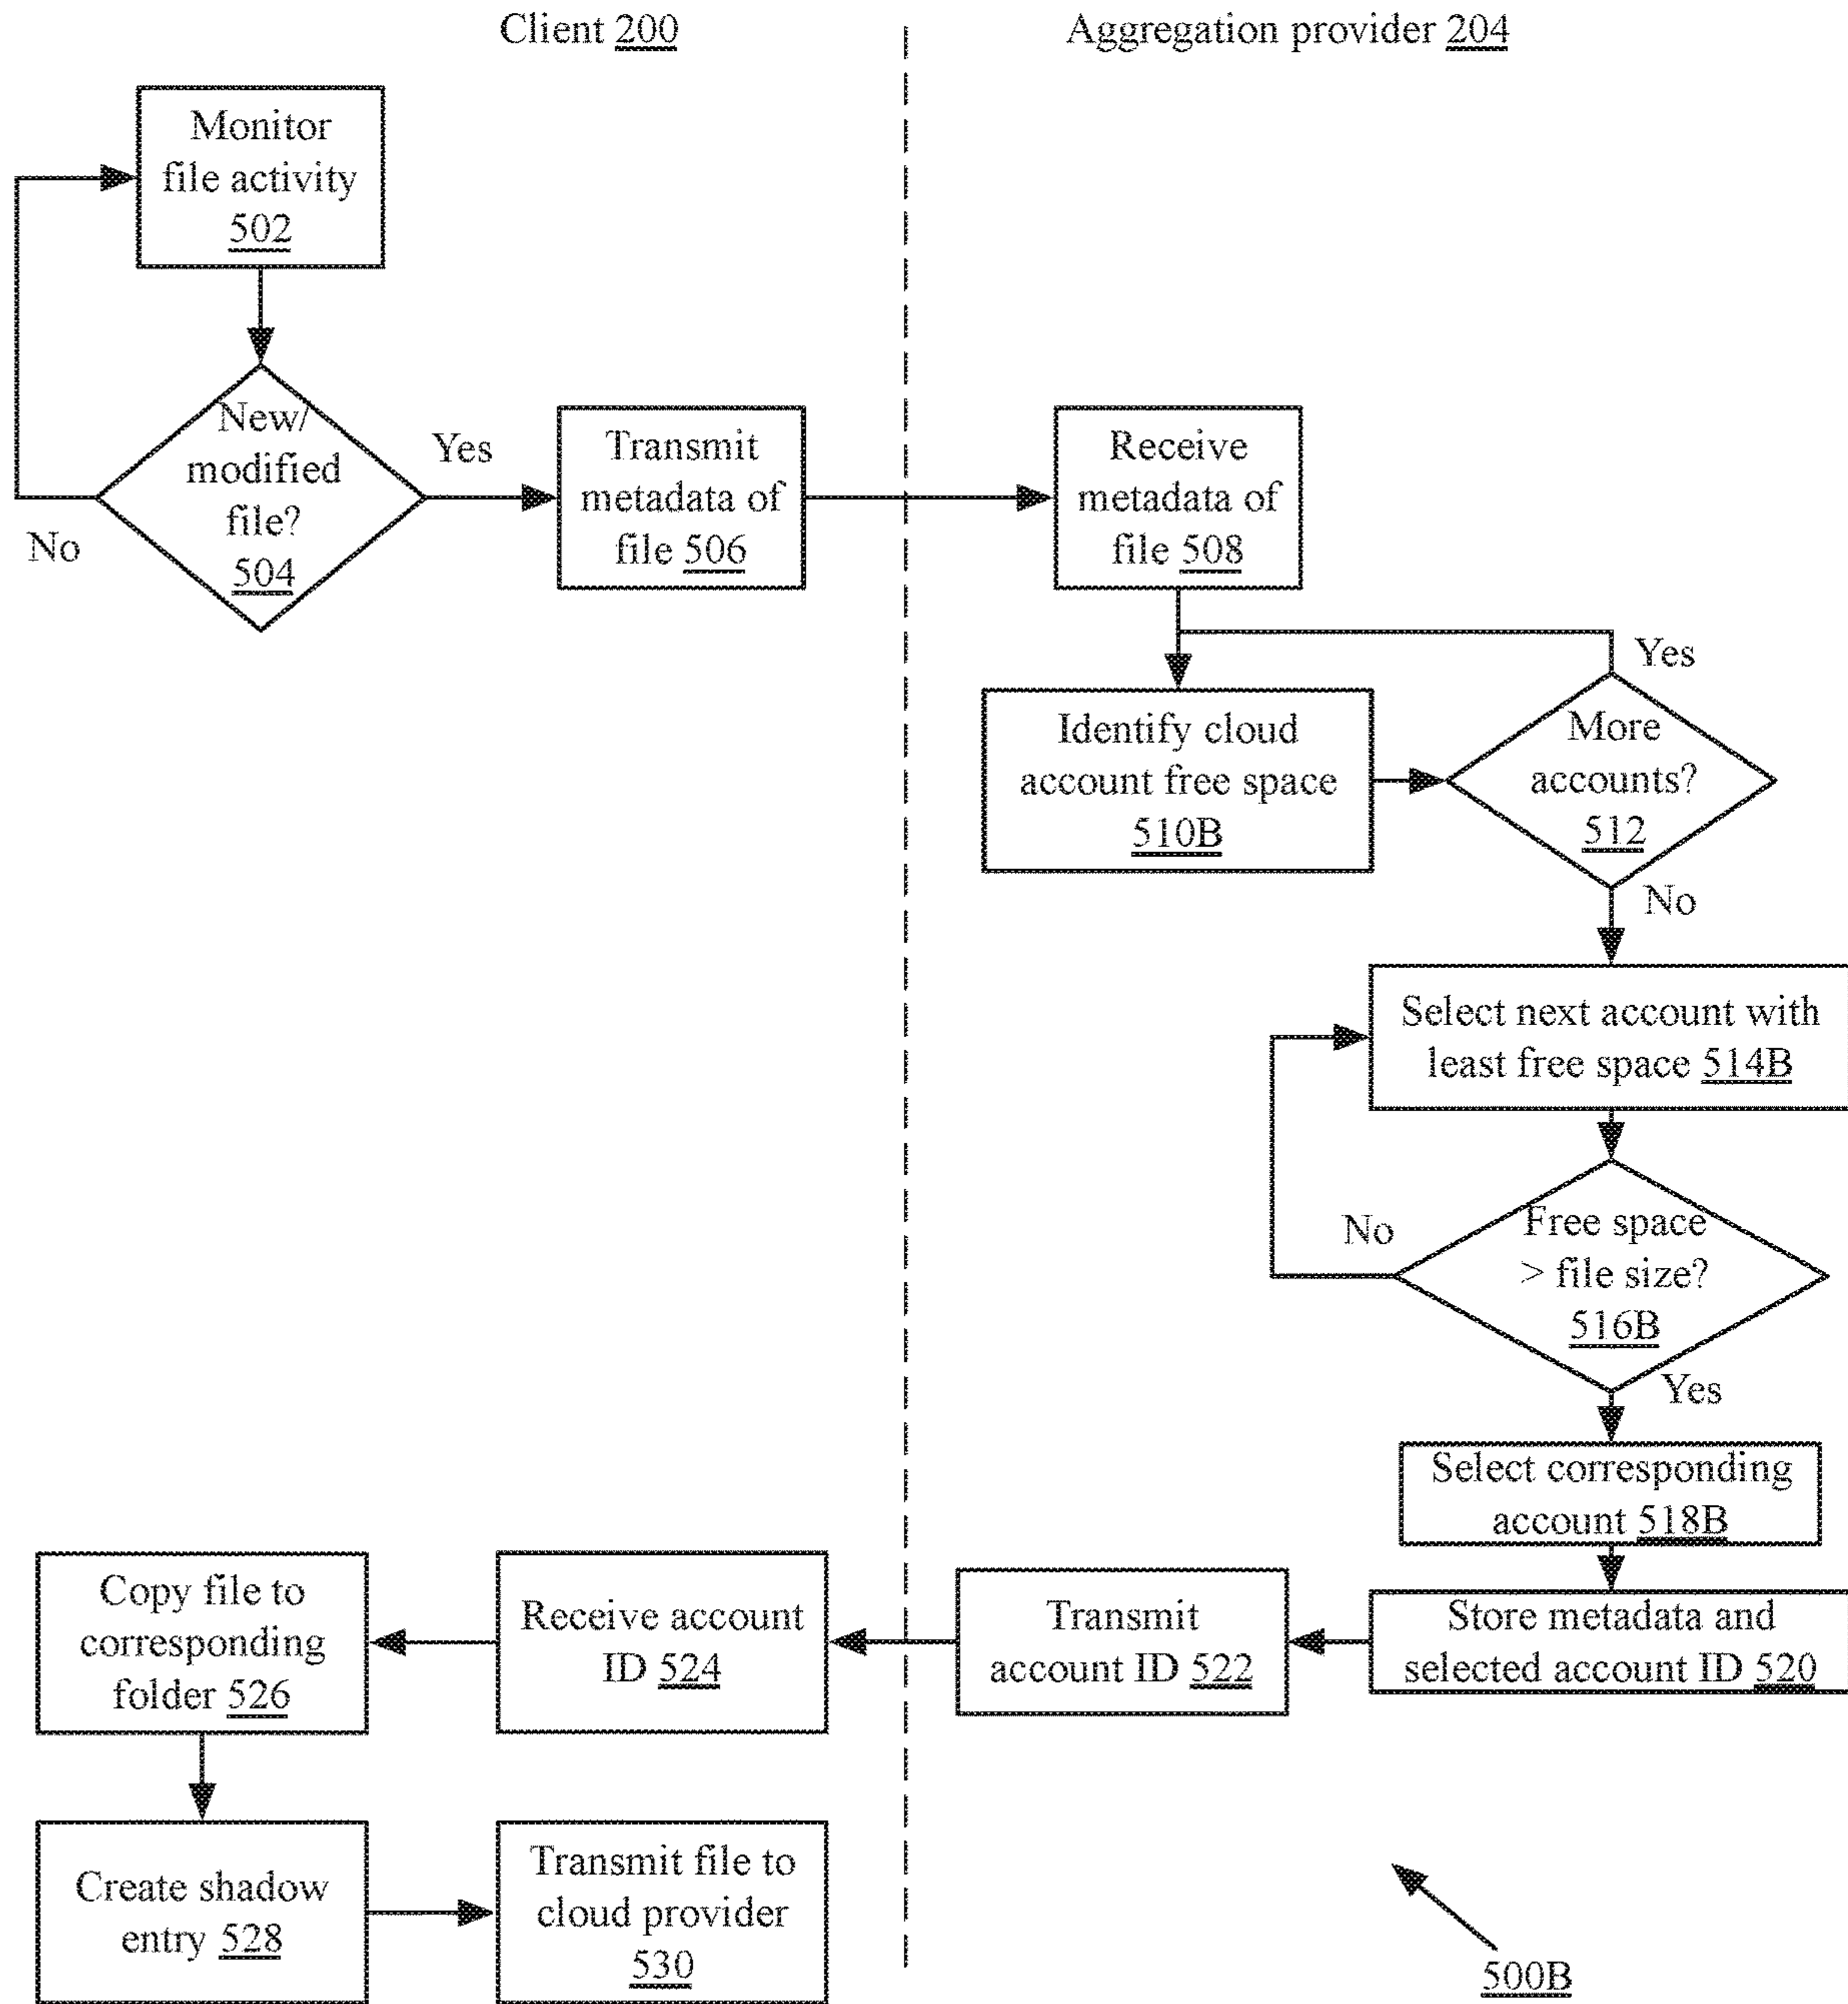 Client 200
Aggregation provider 204
Monitor
file activity
502
New/
modified
file?
504
Yes
No
Transmit
metadata of
file 506
Receive
metadata of
file 508
Identify cloud
account free space
510B
Yes
More
accounts?
512
No
Select next account with
least free space 514B
No
Free space
> file size?
516B
Yes
Select corresponding
account 518B
Store metadata and
selected account ID 520
Transmit
account ID 522
Receive account
ID 524
Copy file to
corresponding
folder 526
Create shadow
entry 528
Transmit file to
cloud provider
530
500B